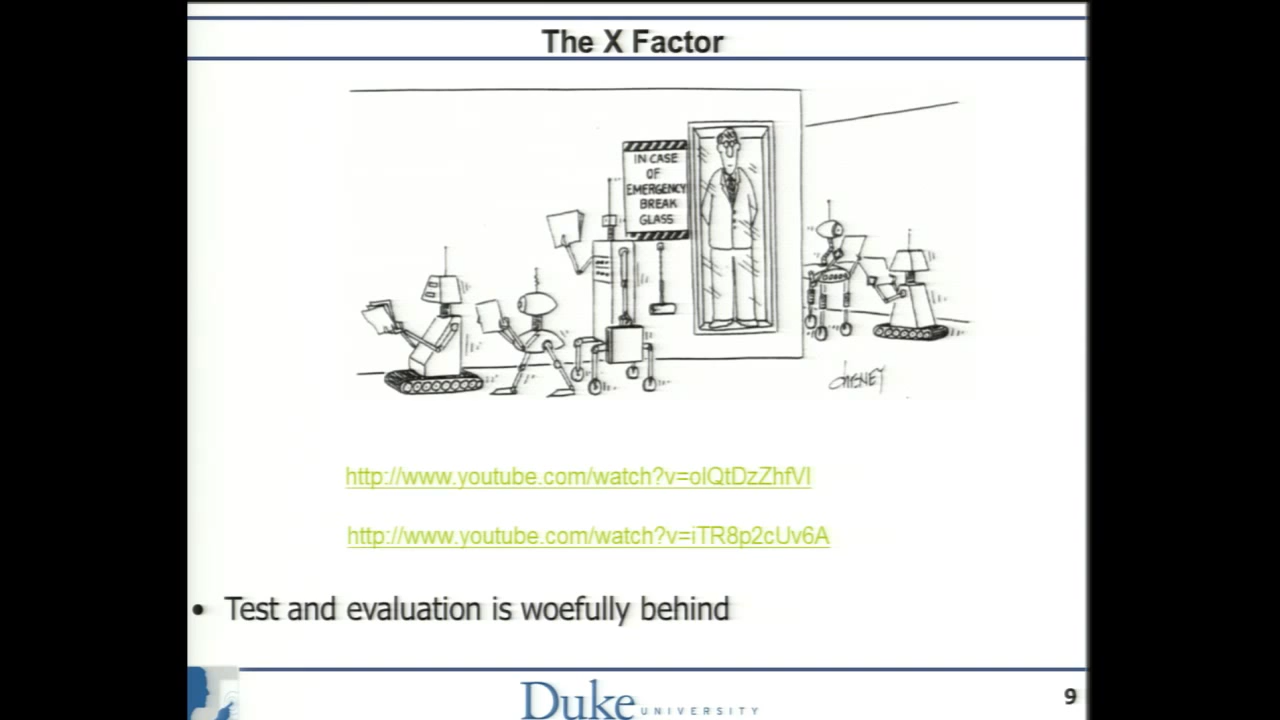 The X Factor
IN CASE
OF
EMERGENCY
BREAK
GLASS
CHENEY
http://www.youtube.com/watch?v=olQtDzZhfVI
http://www.youtube.com/watch?v=iTR8p2cUv6A
• Test and evaluation is woefully behind
Duke UNIVERSITY
9